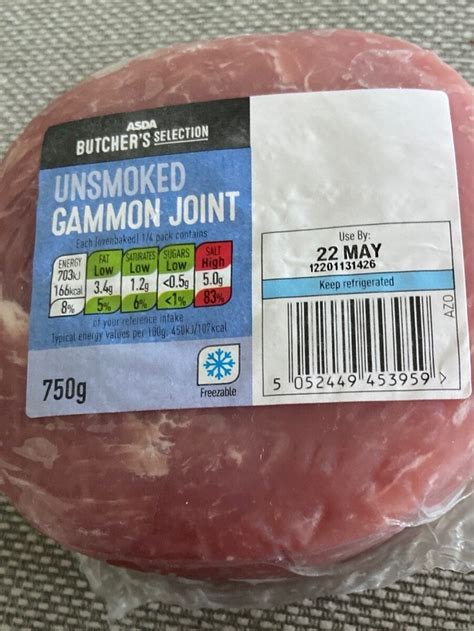 ASDA
BUTCHER'S SELECTION
UNSMOKED
GAMMON JOINT
Each (ovenbaked) 1/4 pack contains
ENERGY
703kJ
166kcal
8%
FAT
Low
3.4g
5%
SATURATES
Low
1.2g
6%
SUGARS
Low
<0.5g
<1%
SALT
High
5.0g
83%
of your reference intake
Typical energy values per 100g: 450kJ/107kcal
750g
Freezable
Use By:
22 MAY
12201131426
Keep refrigerated
AZO
5 052449 453959 >